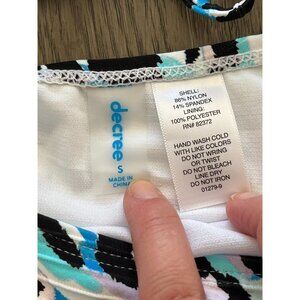 decree
S
MADE IN
CHINA
SHELL:
86% NYLON
14% SPANDEX
LINING:
100% POLYESTER
RN# 82372
HAND WASH COLD
WITH LIKE COLORS
DO NOT WRING
OR TWIST
DO NOT BLEACH
LINE DRY
DO NOT IRON
01279-9